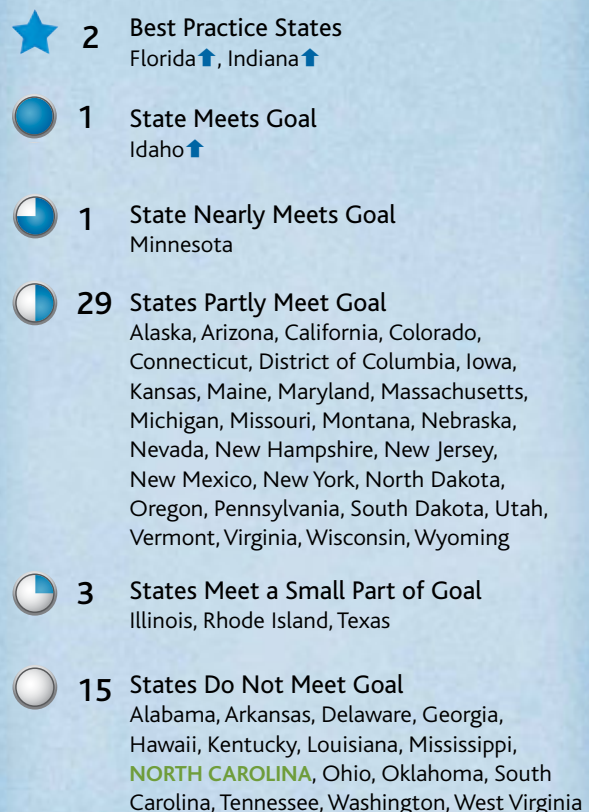 2 Best Practice States
Florida⬆, Indiana⬆
1 State Meets Goal
Idaho⬆
1 State Nearly Meets Goal
Minnesota
29 States Partly Meet Goal
Alaska, Arizona, California, Colorado,
Connecticut, District of Columbia, Iowa,
Kansas, Maine, Maryland, Massachusetts,
Michigan, Missouri, Montana, Nebraska,
Nevada, New Hampshire, New Jersey,
New Mexico, New York, North Dakota,
Oregon, Pennsylvania, South Dakota, Utah,
Vermont, Virginia, Wisconsin, Wyoming
3 States Meet a Small Part of Goal
Illinois, Rhode Island, Texas
15 States Do Not Meet Goal
Alabama, Arkansas, Delaware, Georgia,
Hawaii, Kentucky, Louisiana, Mississippi,
NORTH CAROLINA, Ohio, Oklahoma, South
Carolina, Tennessee, Washington, West Virginia